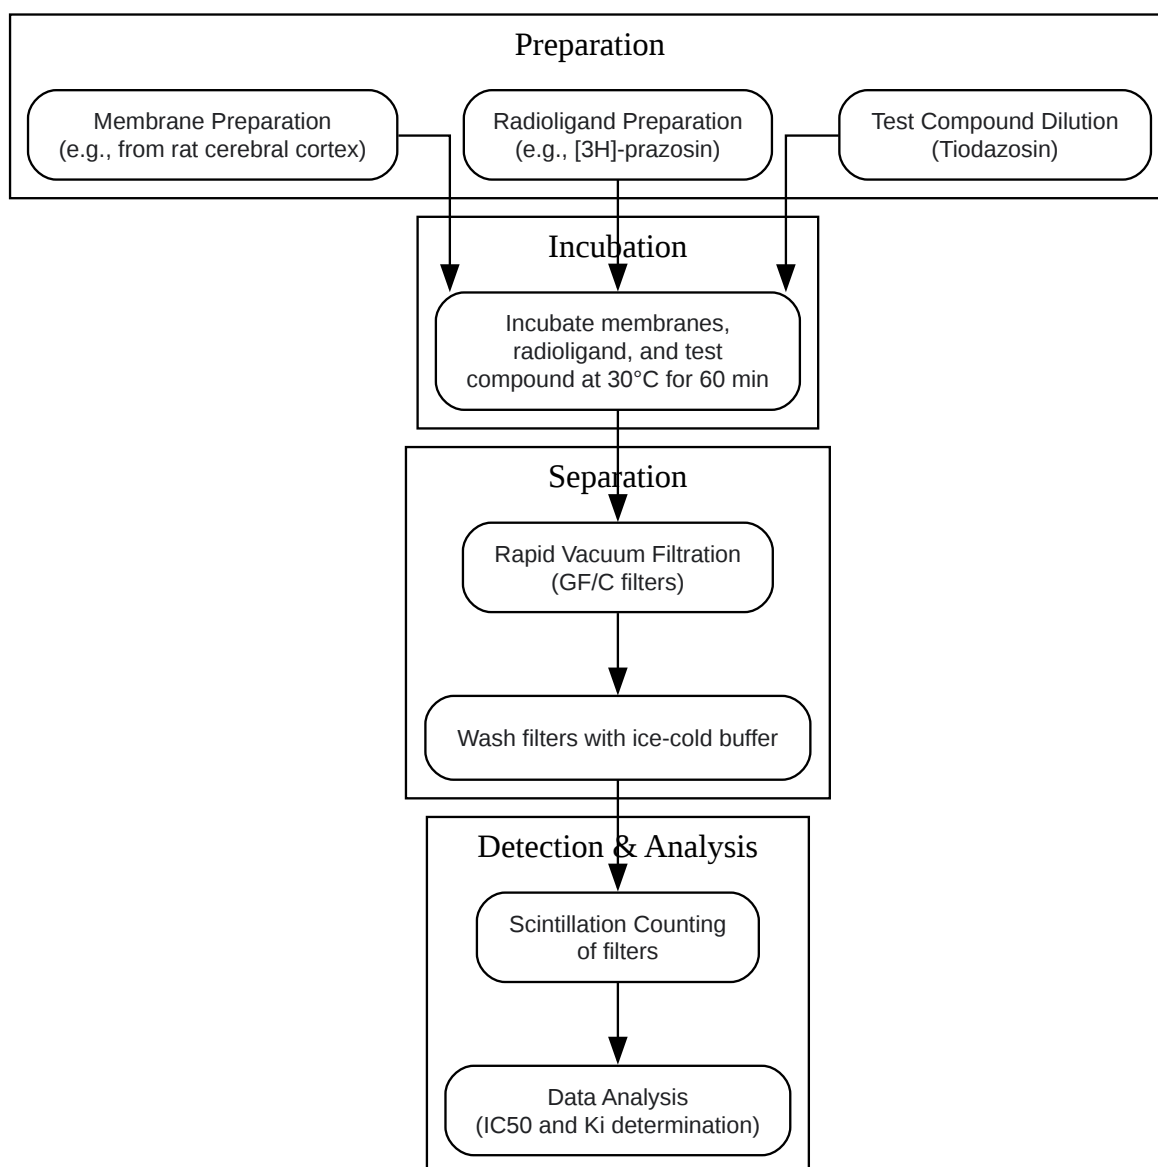 Preparation
Membrane Preparation
(e.g., from rat cerebral cortex)
Radioligand Preparation
(e.g., [3H]-prazosin)
Test Compound Dilution
(Tiodazosin)
Incubation
Incubate membranes,
radioligand, and test
compound at 30°C for 60 min
Separation
Rapid Vacuum Filtration
(GF/C filters)
Wash filters with ice-cold buffer
Detection & Analysis
Scintillation Counting
of filters
Data Analysis
(IC50 and Ki determination)